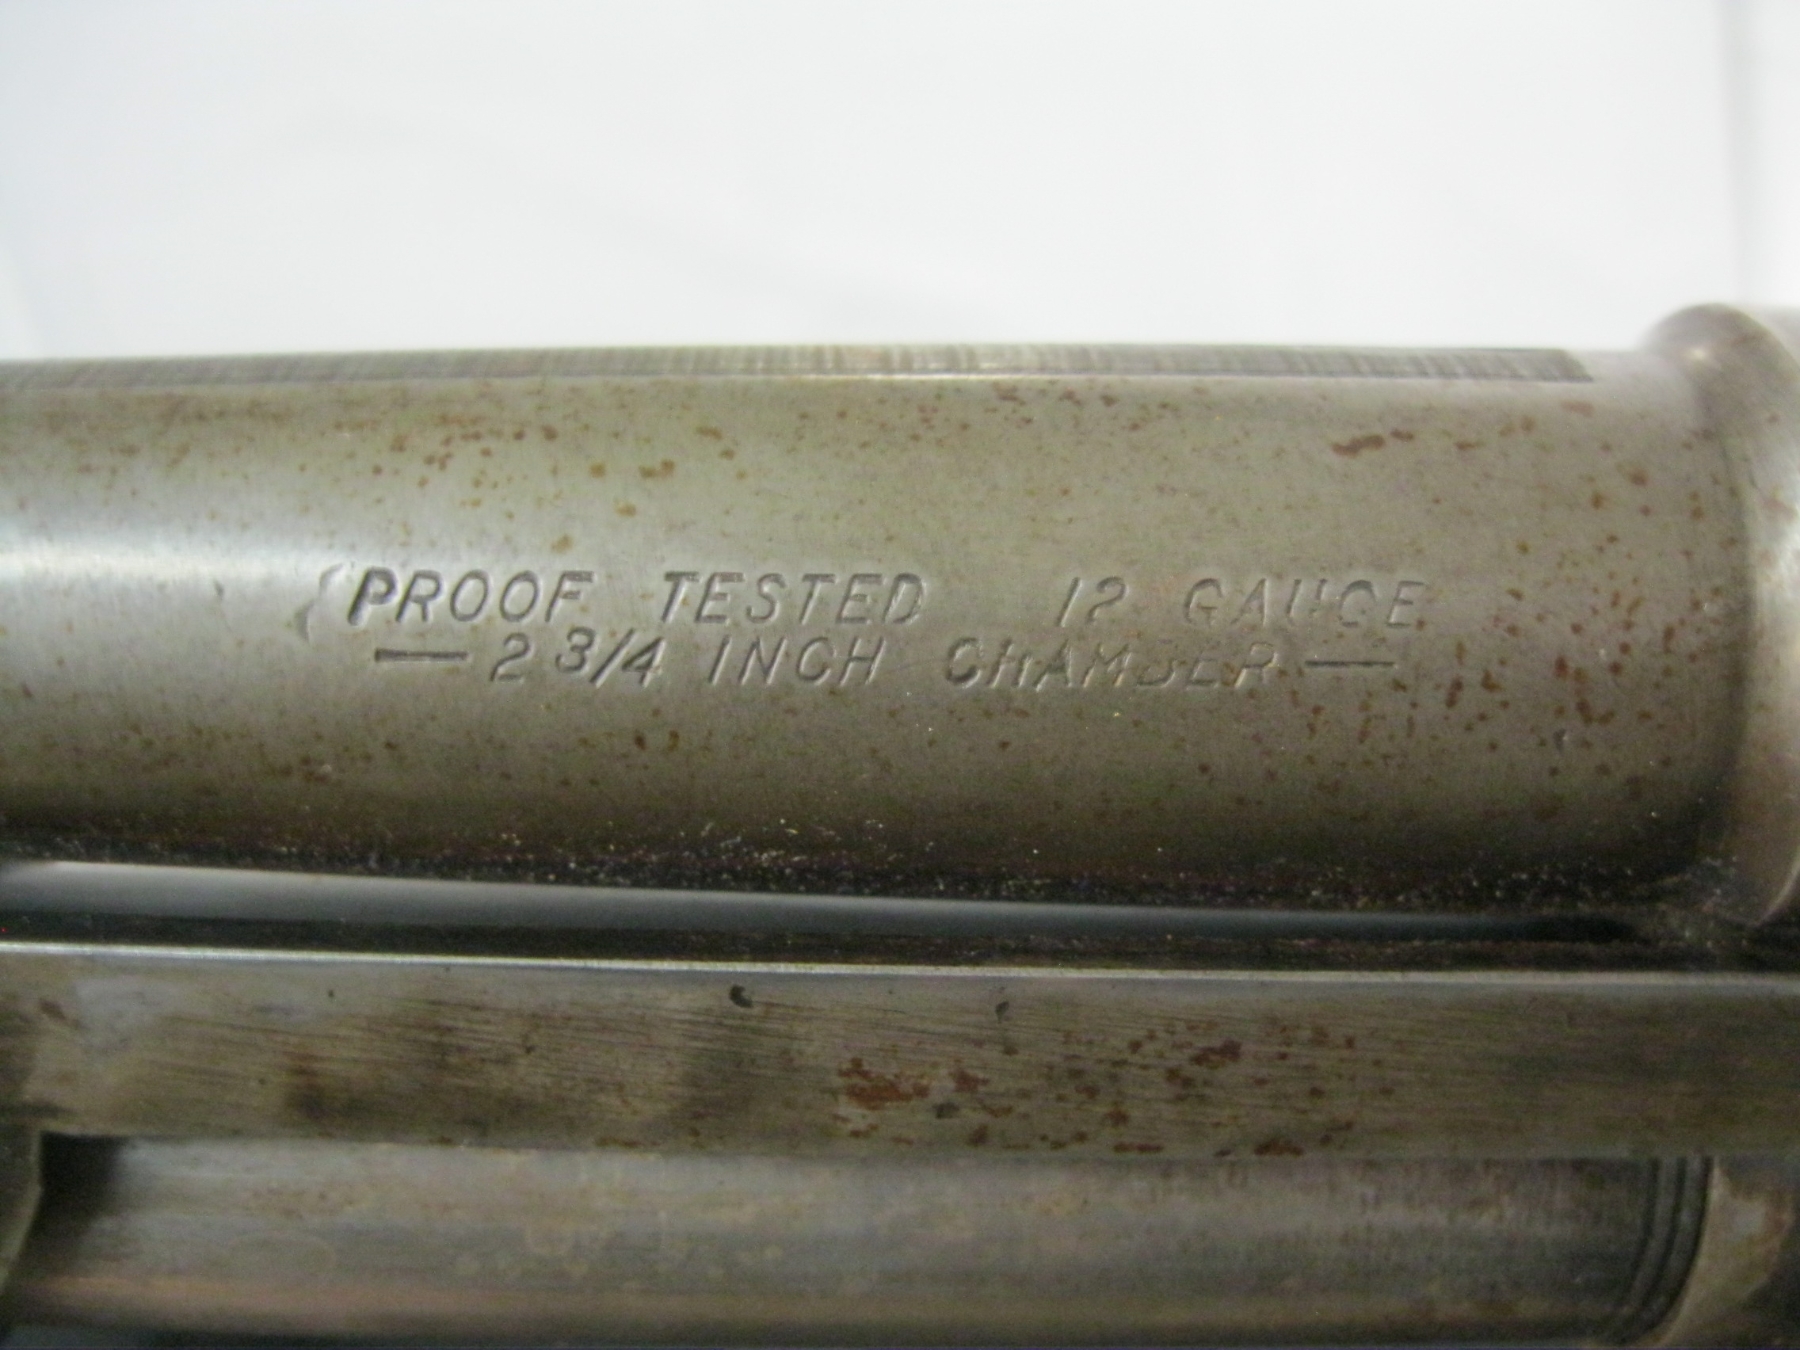 PROOF TESTED 12 GAUGE
— 2 3/4 INCH CHAMBER —